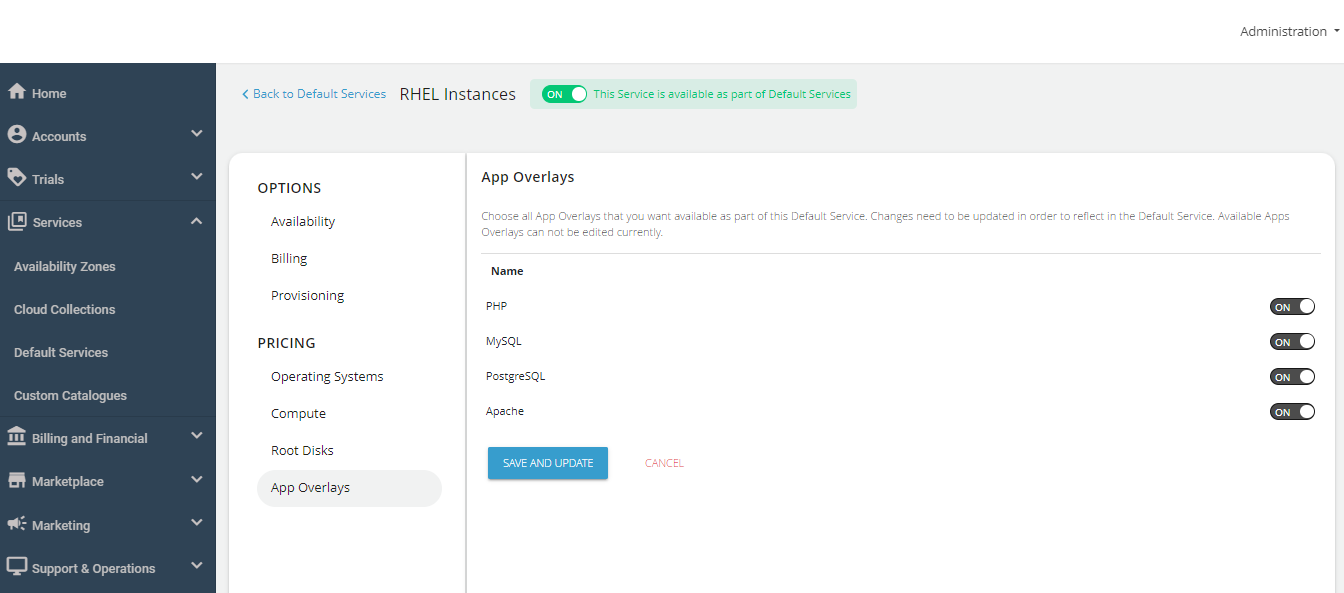 Administration
Home
Accounts
Trials
Services
Availability Zones
Cloud Collections
Default Services
Custom Catalogues
Billing and Financial
Marketplace
Marketing
Support & Operations
Back to Default Services
RHEL Instances
ON
This Service is available as part of Default Services
OPTIONS
Availability
Billing
Provisioning
PRICING
Operating Systems
Compute
Root Disks
App Overlays
App Overlays
Choose all App Overlays that you want available as part of this Default Service. Changes need to be updated in order to reflect in the Default Service. Available Apps
Overlays can not be edited currently.
Name
PHP ON
MySQL ON
PostgreSQL ON
Apache ON
SAVE AND UPDATE CANCEL